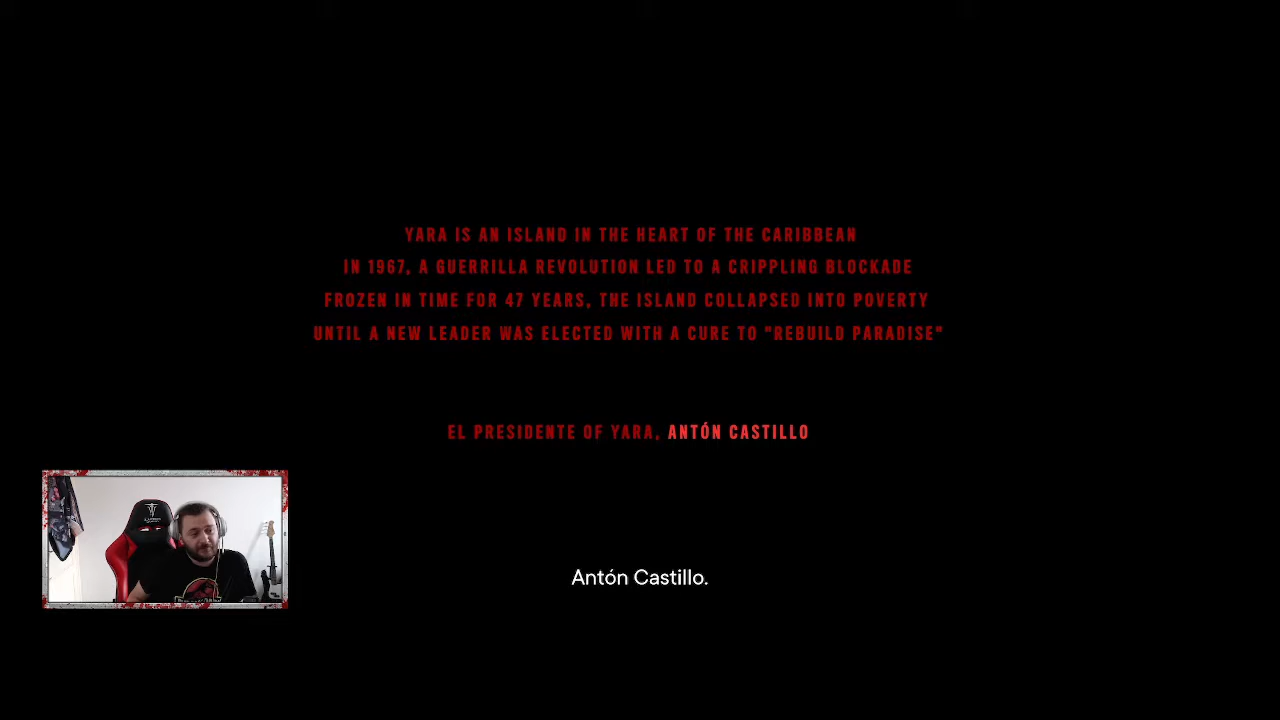 YARA IS AN ISLAND IN THE HEART OF THE CARIBBEAN
IN 1967, A GUERRILLA REVOLUTION LED TO A CRIPPLING BLOCKADE
FROZEN IN TIME FOR 47 YEARS, THE ISLAND COLLAPSED INTO POVERTY
UNTIL A NEW LEADER WAS ELECTED WITH A CURE TO "REBUILD PARADISE"
EL PRESIDENTE OF YARA, ANTÓN CASTILLO
Antón Castillo.